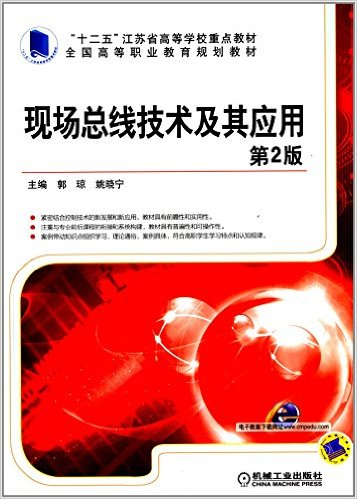 “十二五”江苏省高等学校重点教材
全国高等职业教育规划教材
现场总线技术及其应用
第2版
主编 郭 琼 姚晓宁
紧密结合控制技术的新发展和新应用，教材具有前瞻性和实用性。
注重与专业前后课程的衔接和系统构建，教材具有普遍性和可操作性。
案例带动知识点组织学习，理论通俗，案例具体，符合高职学生学习特点和认知规律。
电子教案下载网址www.cmpedu.com
机械工业出版社
CHINA MACHINE PRESS